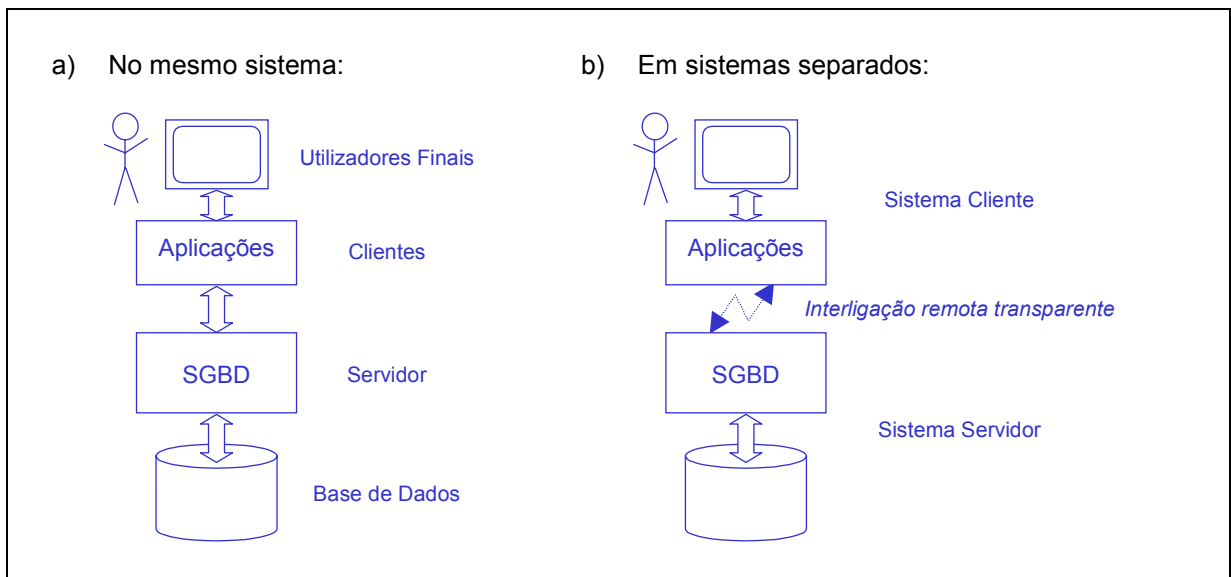 a) No mesmo sistema:
Utilizadores Finais
Aplicações
Clientes
SGBD
Servidor
Base de Dados
b) Em sistemas separados:
Sistema Cliente
Aplicações
Interligação remota transparente
SGBD
Sistema Servidor